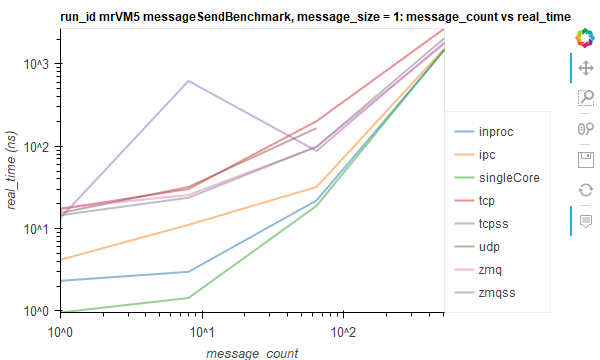 run_id mrVM5 messageSendBenchmark, message_size = 1: message_count vs real_time
real_time (ns)
10^3
10^2
10^1
10^0
10^0
10^1
10^2
message_count
inproc
ipc
singleCore
tcp
tcpss
udp
zmq
zmqss